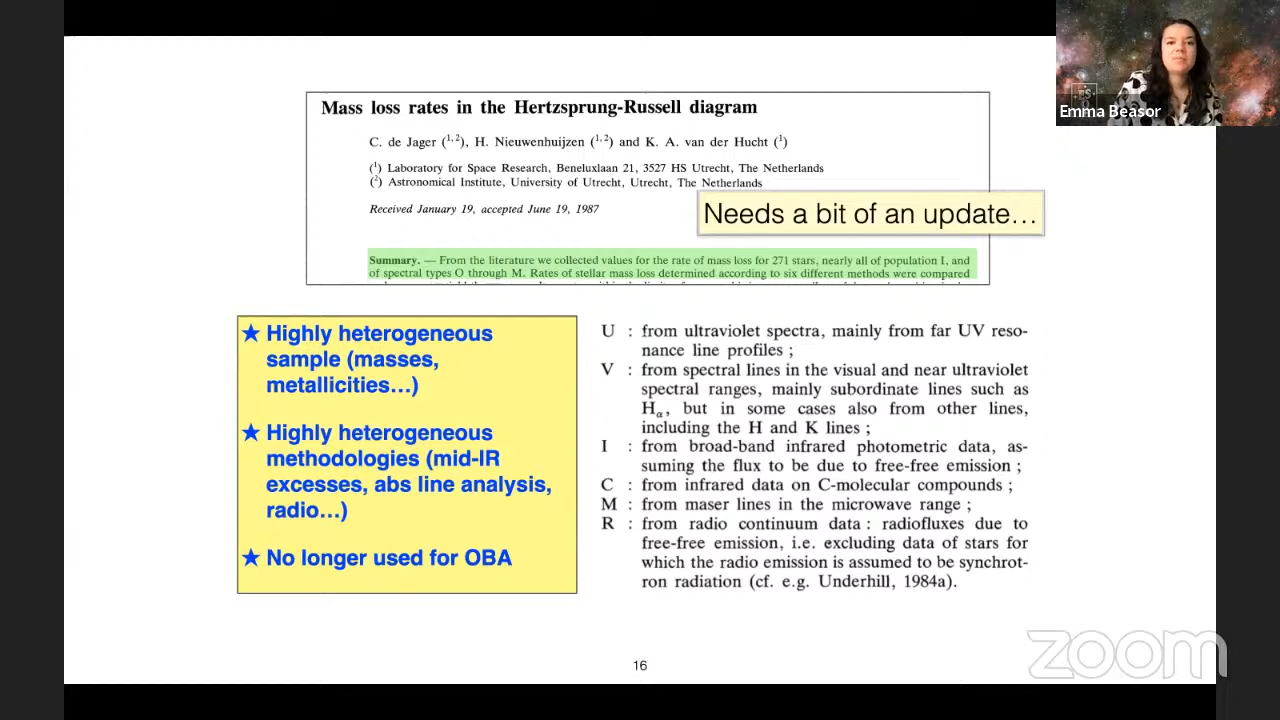 Emma Beasor
Mass loss rates in the Hertzsprung-Russell diagram
C. de Jager (1,2), H. Nieuwenhuijzen (1,2) and K. A. van der Hucht (1)
(1) Laboratory for Space Research, Beneluxlaan 21, 3527 HS Utrecht, The Netherlands
(2) Astronomical Institute, University of Utrecht, Utrecht, The Netherlands
Received January 19, accepted June 19, 1987
Needs a bit of an update…
Summary. — From the literature we collected values for the rate of mass loss for 271 stars, nearly all of population I, and
of spectral types O through M. Rates of stellar mass loss determined according to six different methods were compared
★ Highly heterogeneous
sample (masses,
metallicities…)
★ Highly heterogeneous
methodologies (mid-IR
excesses, abs line analysis,
radio…)
★ No longer used for OBA
U : from ultraviolet spectra, mainly from far UV reso-
nance line profiles ;
V : from spectral lines in the visual and near ultraviolet
spectral ranges, mainly subordinate lines such as
Hα, but in some cases also from other lines,
including the H and K lines ;
I : from broad-band infrared photometric data, as-
suming the flux to be due to free-free emission ;
C : from infrared data on C-molecular compounds ;
M : from maser lines in the microwave range ;
R : from radio continuum data : radiofluxes due to
free-free emission, i.e. excluding data of stars for
which the radio emission is assumed to be synchrot-
ron radiation (cf. e.g. Underhill, 1984a).
16
zoom